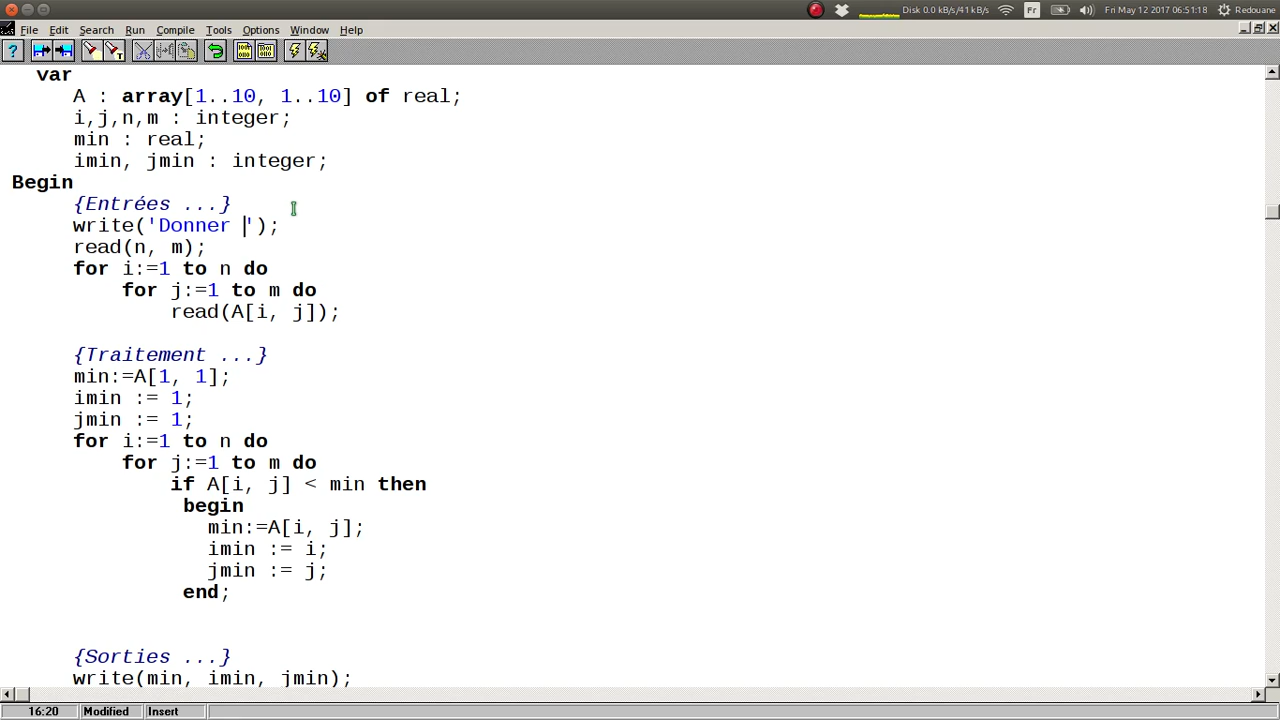 Disk 0.0 kB/s/41 kB/s Fr Fri May 12 2017 06:51:18 Redouane
File Edit Search Run Compile Tools Options Window Help
var
A : array[1..10, 1..10] of real;
i,j,n,m : integer;
min : real;
imin, jmin : integer;
Begin
{Entrées ...}
write('Donner ');
read(n, m);
for i:=1 to n do
for j:=1 to m do
read(A[i, j]);
{Traitement ...}
min:=A[1, 1];
imin := 1;
jmin := 1;
for i:=1 to n do
for j:=1 to m do
if A[i, j] < min then
begin
min:=A[i, j];
imin := i;
jmin := j;
end;
{Sorties ...}
write(min, imin, jmin);
16:20 Modified Insert